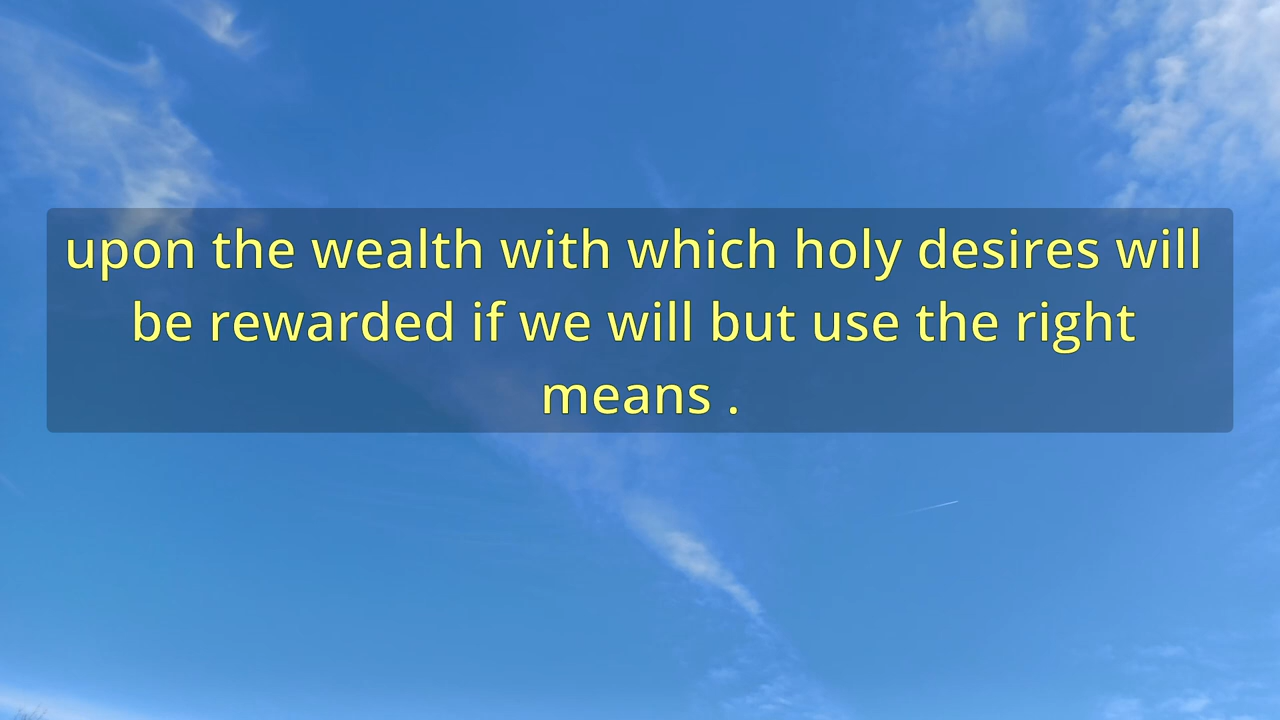 upon the wealth with which holy desires will
be rewarded if we will but use the right
means .